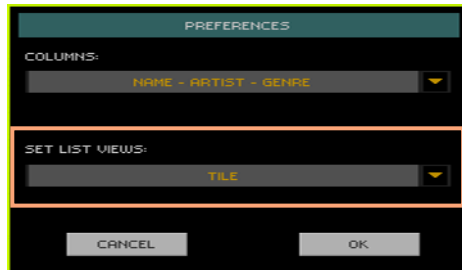 PREFERENCES
COLUMNS:
NAME - ARTIST - GENRE
SET LIST VIEWS:
TILE
CANCEL OK